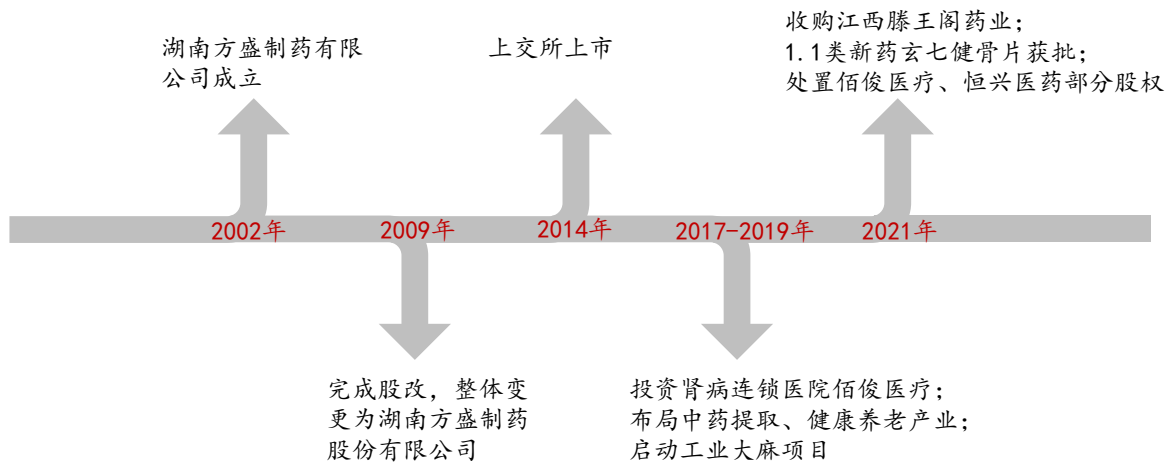 收购江西滕王阁药业；
湖南方盛制药有限
公司成立
上交所上市
1.1类新药玄七健骨片获批；
处置佰俊医疗、恒兴医药部分股权
2002年
2009年
2014年
2017-2019年
2021年
完成股改，整体变
更为湖南方盛制药
股份有限公司
投资肾病连锁医院佰俊医疗；
布局中药提取、健康养老产业；
启动工业大麻项目